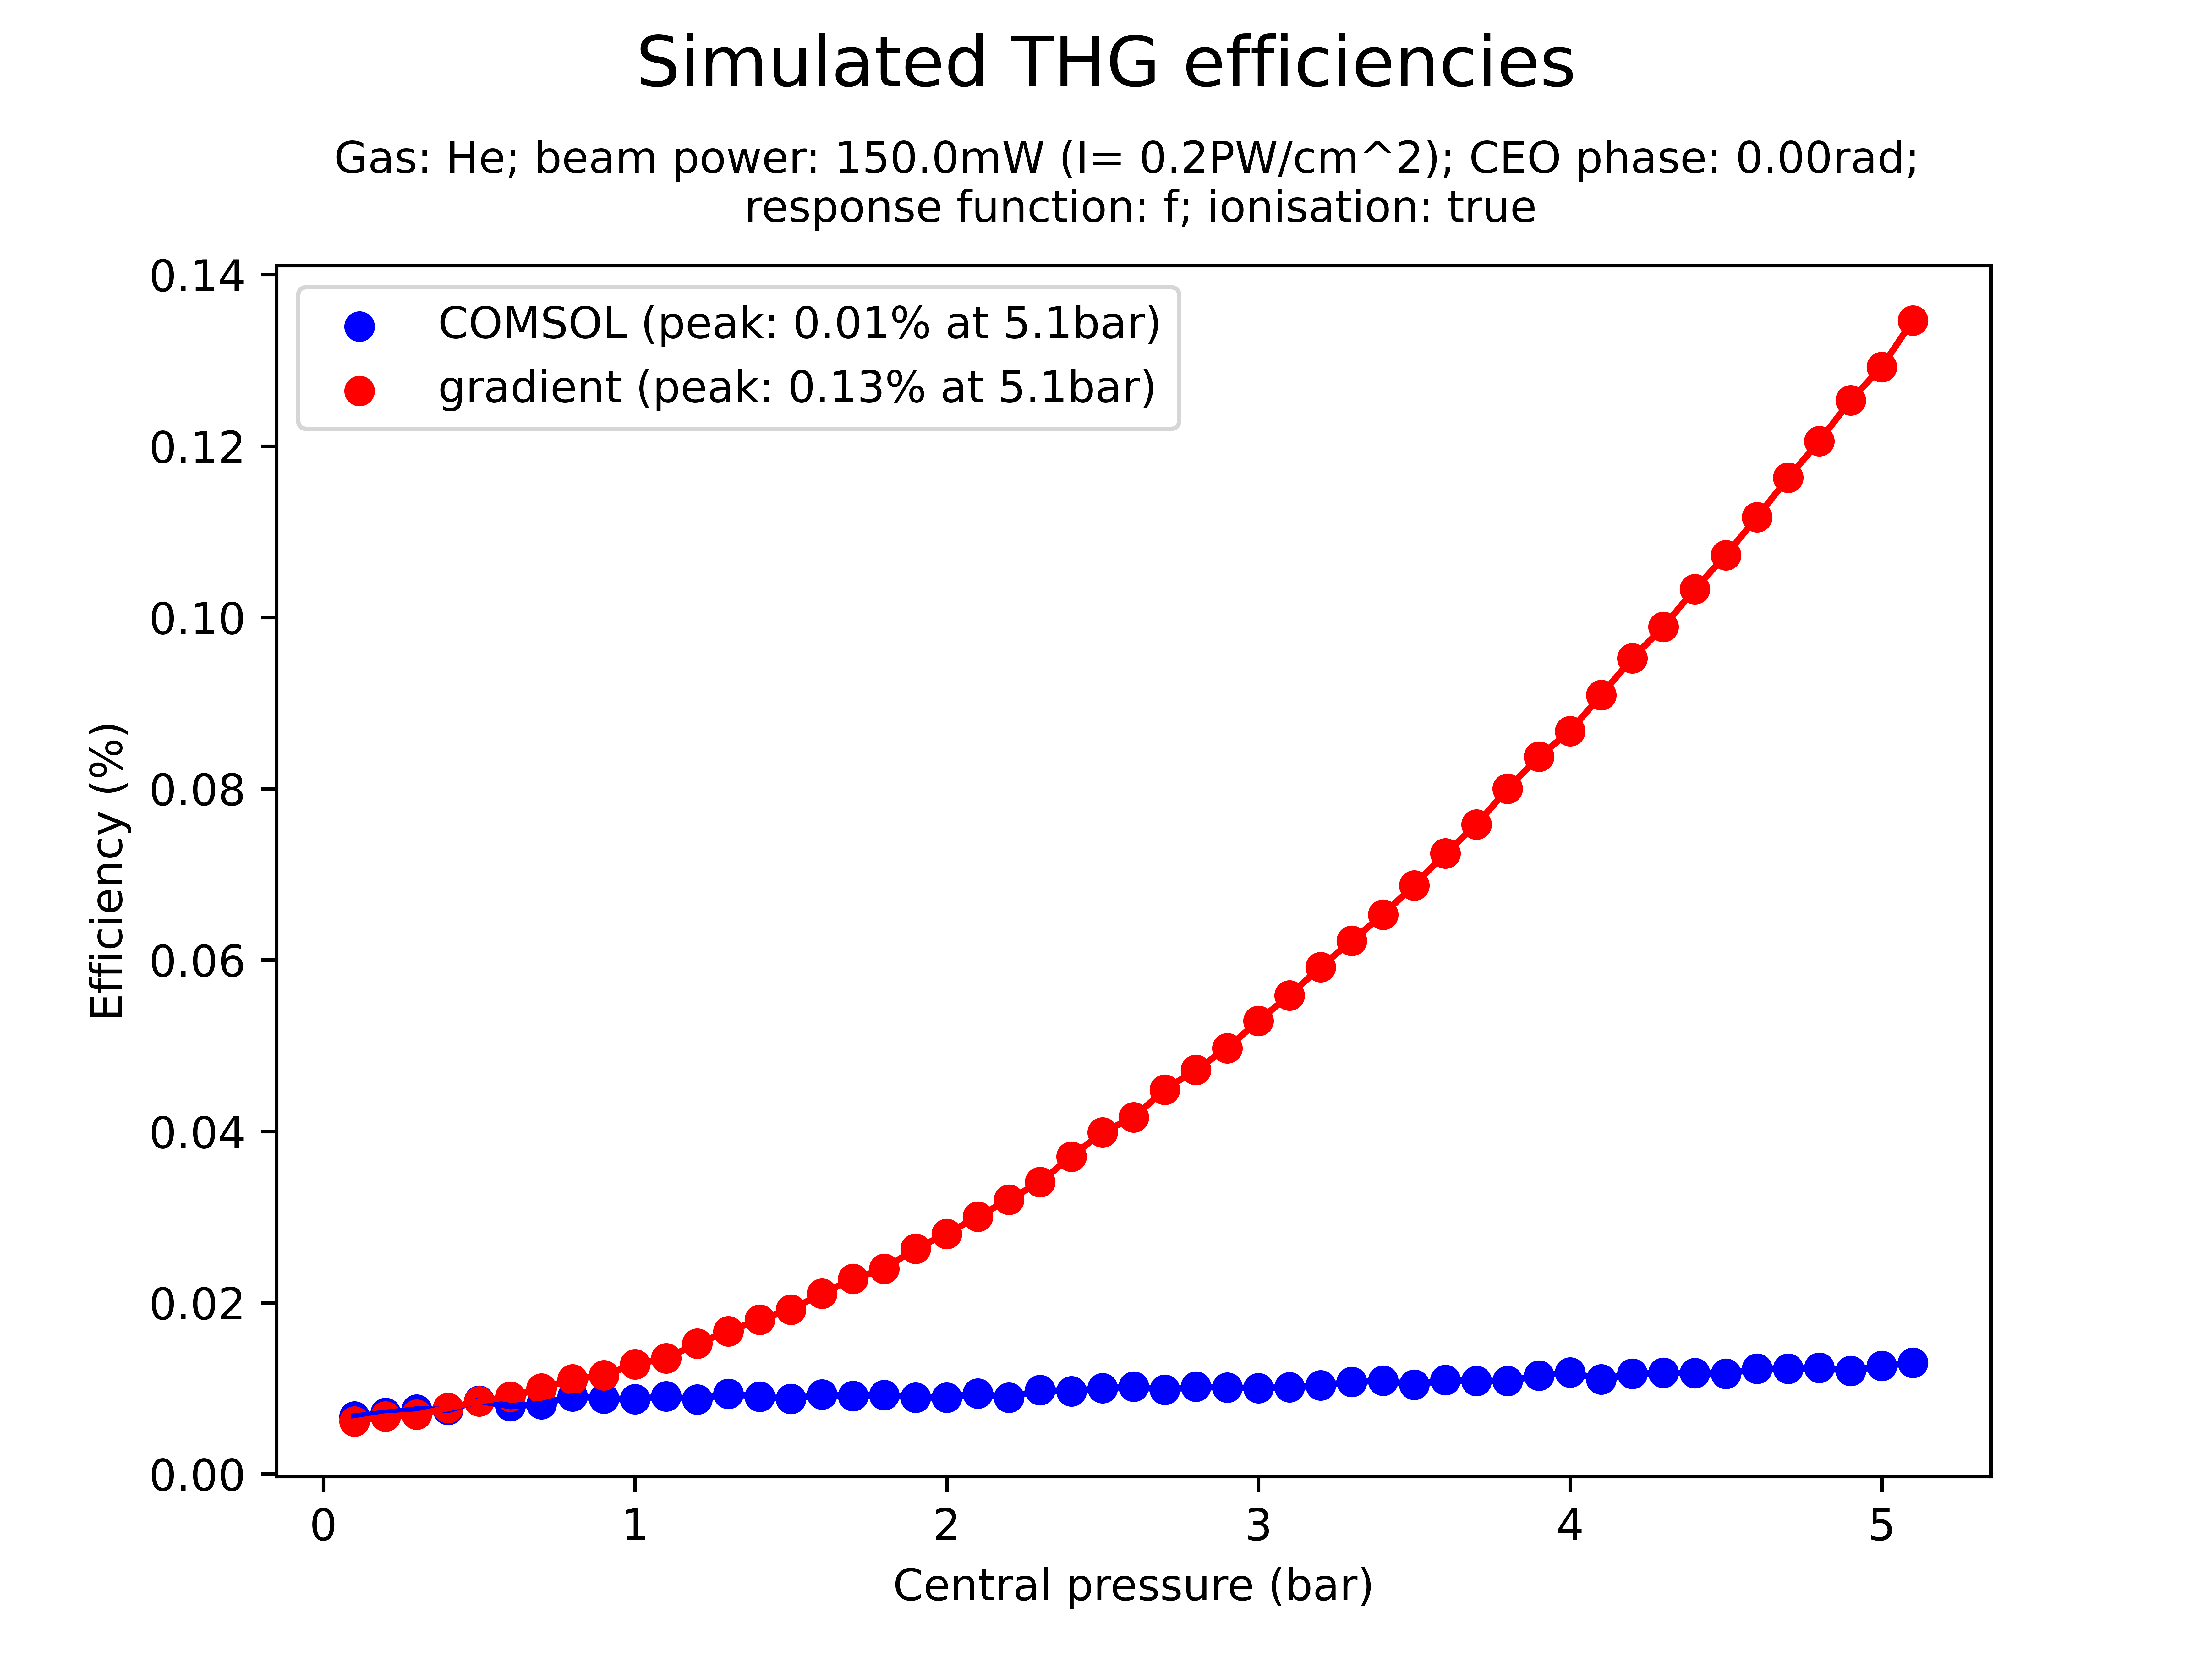 Simulated THG efficiencies
Gas: He; beam power: 150.0mW (I= 0.2PW/cm^2); CEO phase: 0.00rad;
response function: f; ionisation: true
COMSOL (peak: 0.01% at 5.1bar)
gradient (peak: 0.13% at 5.1bar)
Efficiency (%)
0.14
0.12
0.10
0.08
0.06
0.04
0.02
0.00
0 1 2 3 4 5
Central pressure (bar)